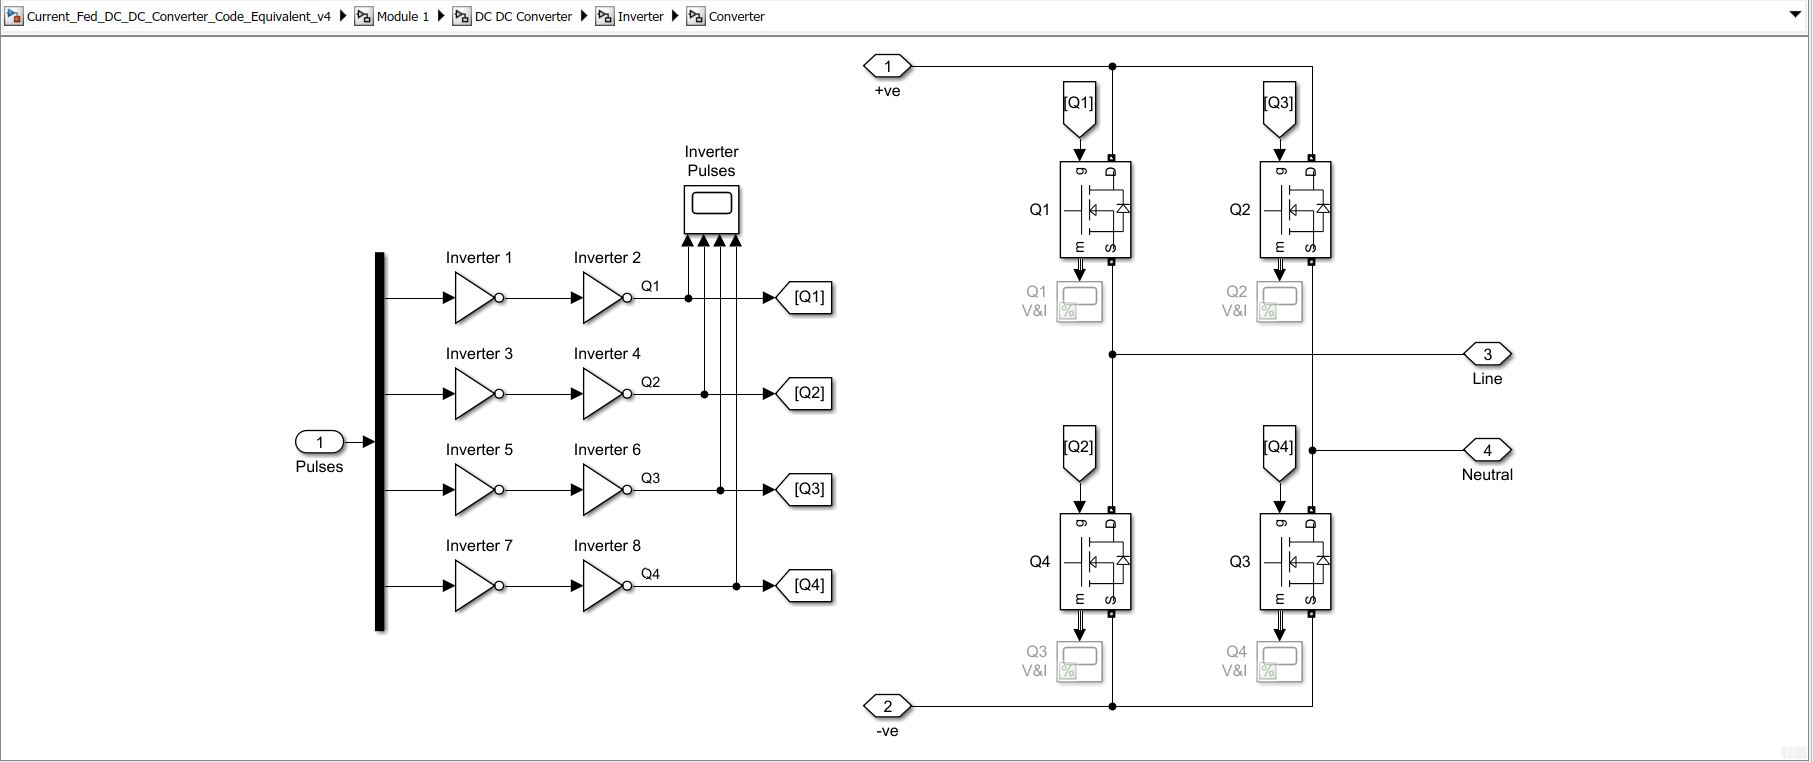 Current_Fed_DC_DC_Converter_Code_Equivalent_v4 Module 1 DC DC Converter Inverter Converter
1
+ve
[Q1]
[Q3]
Inverter
Pulses
g D
g D
Q1
Q2
m S
m S
Inverter 1
Inverter 2
Q1
[Q1]
Q1
V&I
%
Q2
V&I
%
Inverter 3
Inverter 4
Q2
[Q2]
3
Line
1
Pulses
Inverter 5
Inverter 6
Q3
[Q3]
[Q2]
[Q4]
4
Neutral
g D
g D
Q4
Q3
m S
m S
Inverter 7
Inverter 8
Q4
[Q4]
Q3
V&I
%
Q4
V&I
%
2
-ve